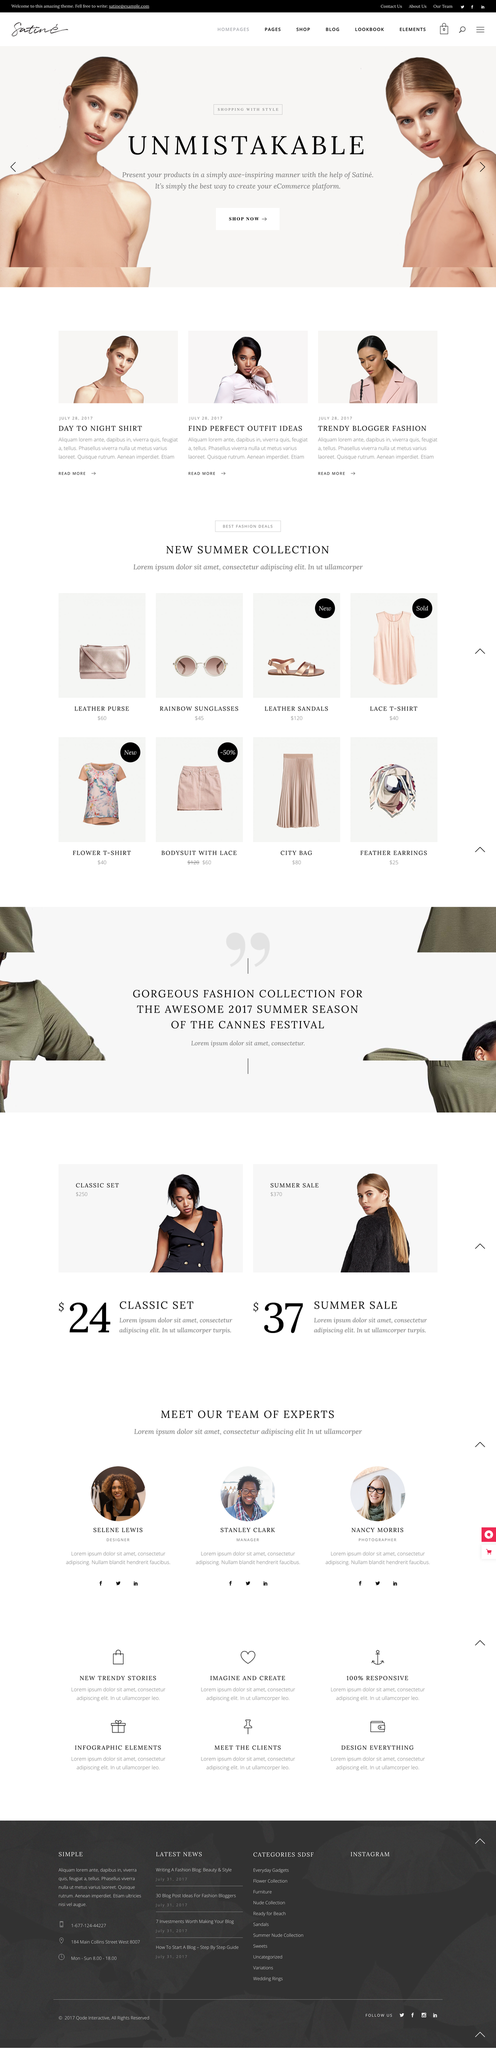 Welcome to this amazing theme. Fell free to write: satine@example.com
Contact Us About Us Our Team
Satiné
HOMEPAGES PAGES SHOP BLOG LOOKBOOK ELEMENTS 0
SHOPPING WITH STYLE
UNMISTAKABLE
Present your products in a simply awe-inspiring manner with the help of Satiné.
It's simply the best way to create your eCommerce platform.
SHOP NOW
JULY 28, 2017
DAY TO NIGHT SHIRT
Aliquam lorem ante, dapibus in, viverra quis, feugiat
a, tellus. Phasellus viverra nulla ut metus varius
laoreet. Quisque rutrum. Aenean imperdiet. Etiam
READ MORE
JULY 28, 2017
FIND PERFECT OUTFIT IDEAS
Aliquam lorem ante, dapibus in, viverra quis, feugiat
a, tellus. Phasellus viverra nulla ut metus varius
laoreet. Quisque rutrum. Aenean imperdiet. Etiam
READ MORE
JULY 28, 2017
TRENDY BLOGGER FASHION
Aliquam lorem ante, dapibus in, viverra quis, feugiat
a, tellus. Phasellus viverra nulla ut metus varius
laoreet. Quisque rutrum. Aenean imperdiet. Etiam
READ MORE
BEST FASHION DEALS
NEW SUMMER COLLECTION
Lorem ipsum dolor sit amet, consectetur adipiscing elit. In ut ullamcorper
LEATHER PURSE
$60
RAINBOW SUNGLASSES
$45
New
LEATHER SANDALS
$120
Sold
LACE T-SHIRT
$40
New
FLOWER T-SHIRT
$40
-50%
BODYSUIT WITH LACE
$120 $60
CITY BAG
$80
FEATHER EARRINGS
$25
GORGEOUS FASHION COLLECTION FOR
THE AWESOME 2017 SUMMER SEASON
OF THE CANNES FESTIVAL
Lorem ipsum dolor sit amet, consectetur.
CLASSIC SET
$250
SUMMER SALE
$370
$ 24
CLASSIC SET
Lorem ipsum dolor sit amet, consectetur
adipiscing elit. In ut ullamcorper turpis.
$ 37
SUMMER SALE
Lorem ipsum dolor sit amet, consectetur
adipiscing elit. In ut ullamcorper turpis.
MEET OUR TEAM OF EXPERTS
Lorem ipsum dolor sit amet, consectetur adipiscing elit In ut ullamcorper
SELENE LEWIS
DESIGNER
Lorem ipsum dolor sit amet, consectetur
adipiscing. Nullam blandit hendrerit faucibus.
STANLEY CLARK
MANAGER
Lorem ipsum dolor sit amet, consectetur
adipiscing. Nullam blandit hendrerit faucibus.
NANCY MORRIS
PHOTOGRAPHER
Lorem ipsum dolor sit amet, consectetur
adipiscing. Nullam blandit hendrerit faucibus.
NEW TRENDY STORIES
Lorem ipsum dolor sit amet, consectetur
adipiscing elit. In ut ullamcorper leo.
IMAGINE AND CREATE
Lorem ipsum dolor sit amet, consectetur
adipiscing elit. In ut ullamcorper leo.
100% RESPONSIVE
Lorem ipsum dolor sit amet, consectetur
adipiscing elit. In ut ullamcorper leo.
INFOGRAPHIC ELEMENTS
Lorem ipsum dolor sit amet, consectetur
adipiscing elit. In ut ullamcorper leo.
MEET THE CLIENTS
Lorem ipsum dolor sit amet, consectetur
adipiscing elit. In ut ullamcorper leo.
DESIGN EVERYTHING
Lorem ipsum dolor sit amet, consectetur
adipiscing elit. In ut ullamcorper leo.
SIMPLE
Aliquam lorem ante, dapibus in, viverra
quis, feugiat a, tellus. Phasellus viverra
nulla ut metus varius laoreet. Quisque
rutrum. Aenean imperdiet. Etiam ultricies
nisi vel augue.
1-677-124-44227
184 Main Collins Street West 8007
Mon - Sun 8.00 - 18.00
LATEST NEWS
Writing A Fashion Blog: Beauty & Style
July 31, 2017
30 Blog Post Ideas For Fashion Bloggers
July 31, 2017
7 Investments Worth Making Your Blog
July 31, 2017
How To Start A Blog – Step By Step Guide
July 31, 2017
CATEGORIES SDSF
Everyday Gadgets
Flower Collection
Furniture
Nude Collection
Ready for Beach
Sandals
Summer Nude Collection
Sweets
Uncategorized
Variations
Wedding Rings
INSTAGRAM
© 2017 Qode Interactive, All Rights Reserved
FOLLOW US